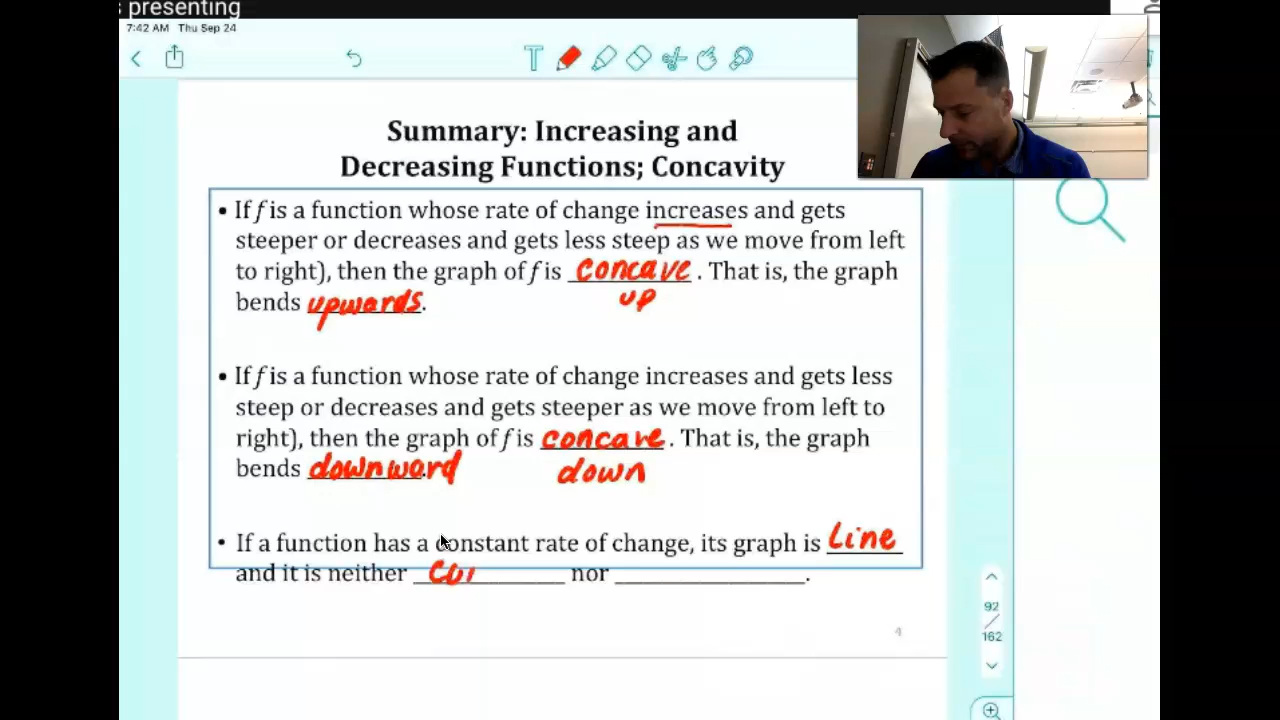 s presenting
7:42 AM Thu Sep 24
T
Summary: Increasing and
Decreasing Functions; Concavity
• If f is a function whose rate of change increases and gets
steeper or decreases and gets less steep as we move from left
to right), then the graph of f is concave. That is, the graph
up
bends upwards.
• If f is a function whose rate of change increases and gets less
steep or decreases and gets steeper as we move from left to
right), then the graph of f is concave. That is, the graph
bends downward.
down
• If a function has a constant rate of change, its graph is Line
and it is neither co nor ____.
4
92
/
162